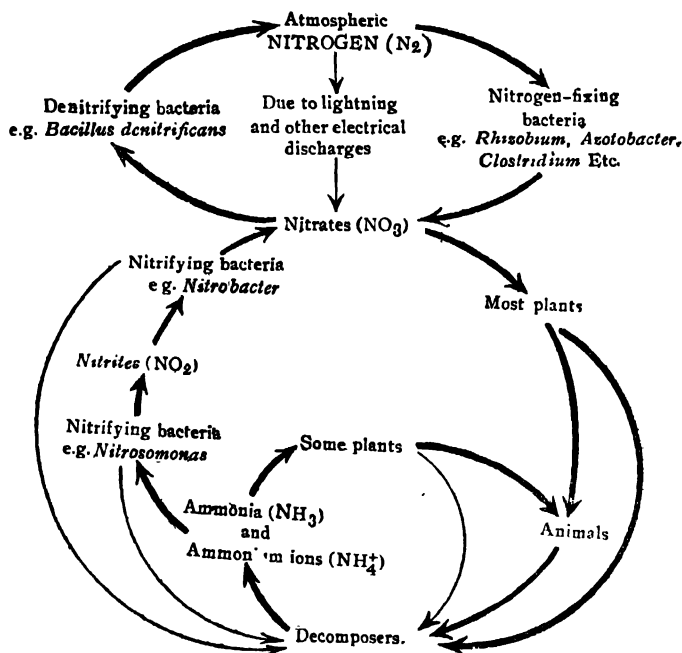 Atmospheric
NITROGEN (N2)
Denitrifying bacteria
e.g. Bacillus denitrificans
Due to lightning
and other electrical
discharges
Nitrogen-fixing
bacteria
e.g. Rhizobium, Azotobacter,
Clostridium Etc.
Nitrates (NO3)
Nitrifying bacteria
e g. Nitrobacter
Most plants
Nitrites (NO2)
Nitrifying bacteria
e.g. Nitrosomonas
Some plants
Ammonia (NH3)
and
Ammonium ions (NH4+)
Animals
Decomposers.